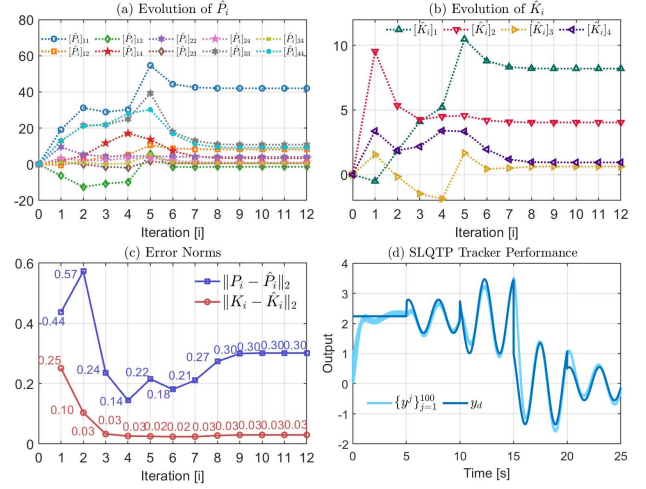 (a) Evolution of P̂ᵢ
80
60
40
20
0
-20
[P̂ᵢ]₁₁ [P̂ᵢ]₁₃ [P̂ᵢ]₂₂ [P̂ᵢ]₂₄ [P̂ᵢ]₃₄
[P̂ᵢ]₁₂ [P̂ᵢ]₁₄ [P̂ᵢ]₂₃ [P̂ᵢ]₃₃ [P̂ᵢ]₄₄
0 1 2 3 4 5 6 7 8 9 10 11 12
Iteration [i]
(b) Evolution of K̂ᵢ
10
5
0
[K̂ᵢ]₁ [K̂ᵢ]₂ [K̂ᵢ]₃ [K̂ᵢ]₄
0 1 2 3 4 5 6 7 8 9 10 11 12
Iteration [i]
(c) Error Norms
0.6
0.4
0.2
0
‖Pᵢ − P̂ᵢ‖₂
‖Kᵢ − K̂ᵢ‖₂
0.44 0.57 0.24 0.14 0.22 0.18 0.21 0.27 0.30 0.30 0.30 0.30
0.25 0.10 0.03 0.03 0.03 0.02 0.02 0.03 0.03 0.03 0.03 0.03
0 1 2 3 4 5 6 7 8 9 10 11 12
Iteration [i]
(d) SLQTP Tracker Performance
Output
4
3
2
1
0
-1
-2
{yʲ}¹⁰⁰ⱼ₌₁ y_d
0 5 10 15 20 25
Time [s]